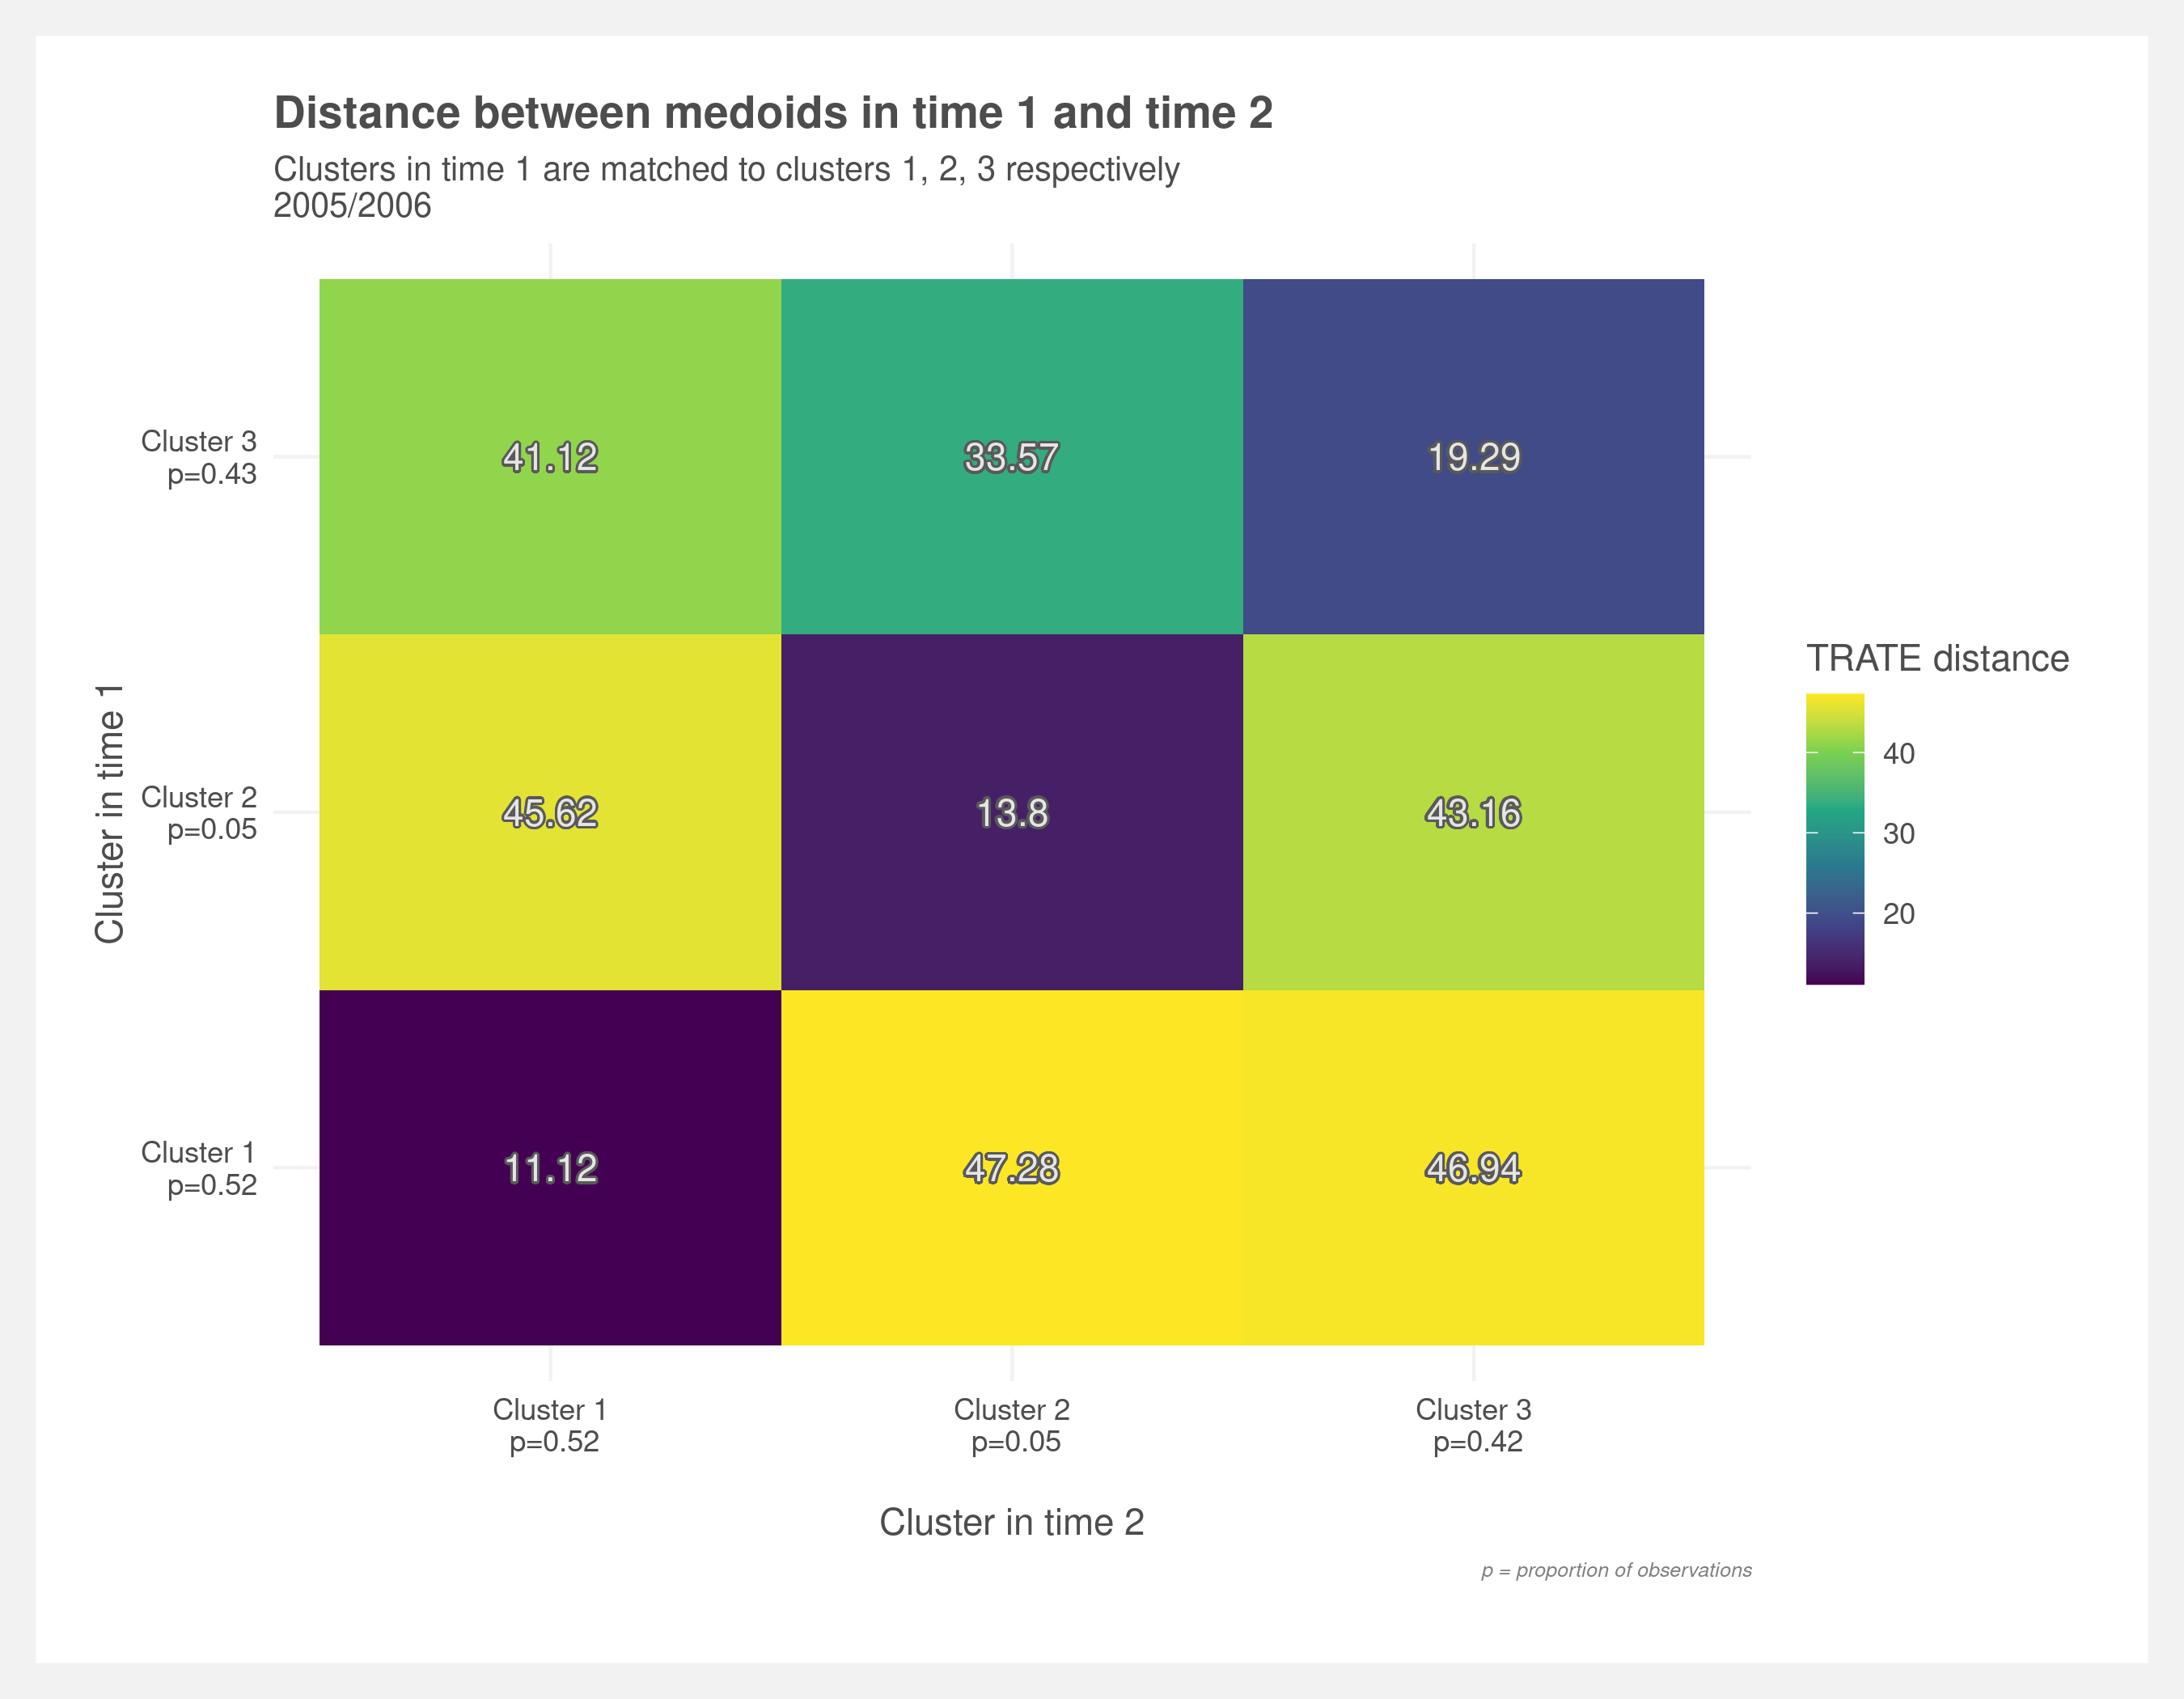 Distance between medoids in time 1 and time 2
Clusters in time 1 are matched to clusters 1, 2, 3 respectively
2005/2006
Cluster in time 1
Cluster 3
p=0.43
41.12 33.57 19.29
Cluster 2
p=0.05
45.62 13.8 43.16
Cluster 1
p=0.52
11.12 47.28 46.94
Cluster 1 Cluster 2 Cluster 3
p=0.52 p=0.05 p=0.42
Cluster in time 2
TRATE distance
40
30
20
p = proportion of observations